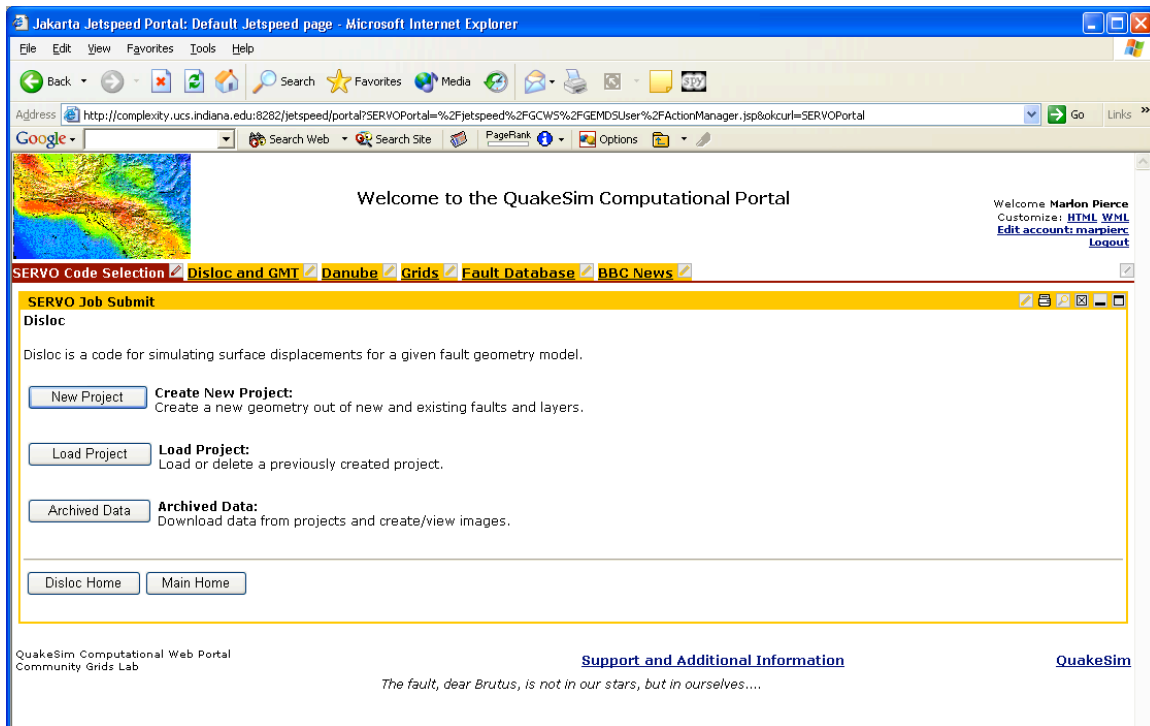 Jakarta Jetspeed Portal: Default Jetspeed page - Microsoft Internet Explorer
File Edit View Favorites Tools Help
Back Search Favorites Media SPY
Address http://complexity.ucs.indiana.edu:8282/jetspeed/portal?SERVOPortal=%2Fjetspeed%2FGCWS%2FGEMDSUser%2FActionManager.jsp&okcurl=SERVOPortal Go Links »
Google - Search Web Search Site PageRank Options
Welcome to the QuakeSim Computational Portal
Welcome Marlon Pierce
Customize: HTML WML
Edit account: marpierc
Logout
SERVO Code Selection Disloc and GMT Danube Grids Fault Database BBC News
SERVO Job Submit
Disloc
Disloc is a code for simulating surface displacements for a given fault geometry model.
New Project Create New Project:
Create a new geometry out of new and existing faults and layers.
Load Project Load Project:
Load or delete a previously created project.
Archived Data Archived Data:
Download data from projects and create/view images.
Disloc Home Main Home
QuakeSim Computational Web Portal
Community Grids Lab
Support and Additional Information QuakeSim
The fault, dear Brutus, is not in our stars, but in ourselves....